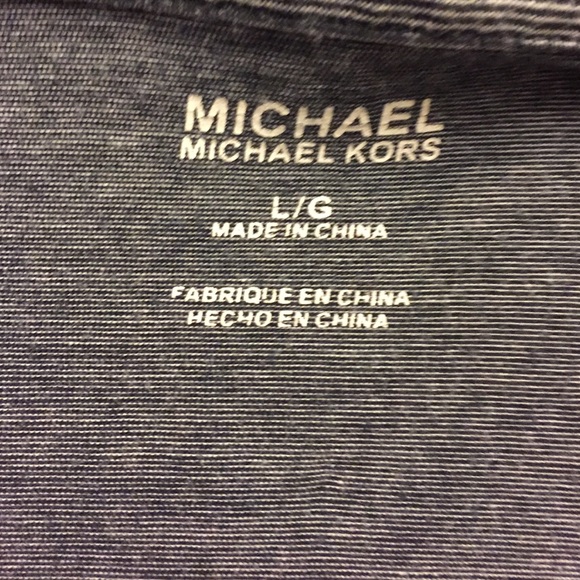 MICHAEL
MICHAEL KORS
L/G
MADE IN CHINA
FABRIQUE EN CHINA
HECHO EN CHINA